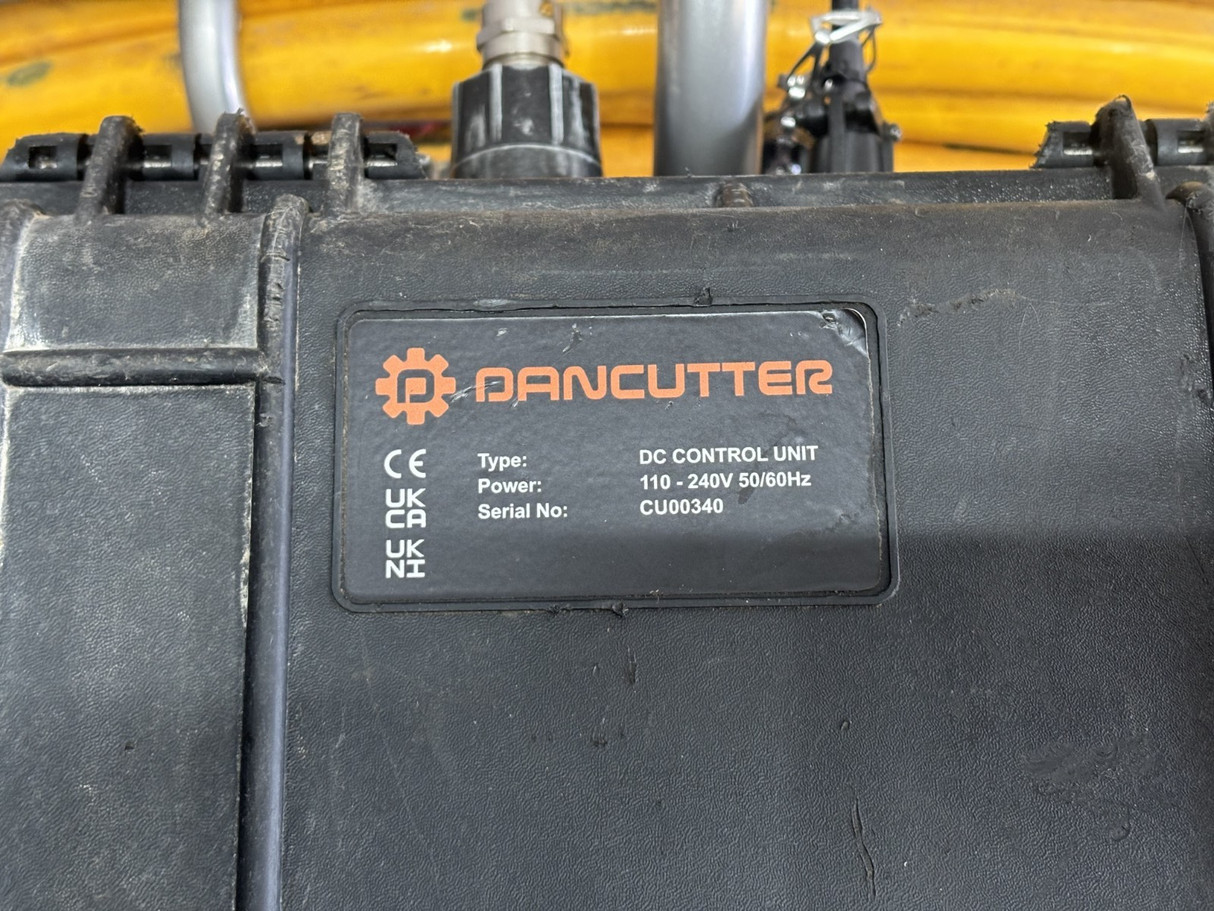 DANCUTTER
CE
UK
CA
UK
NI
Type: DC CONTROL UNIT
Power: 110 - 240V 50/60Hz
Serial No: CU00340